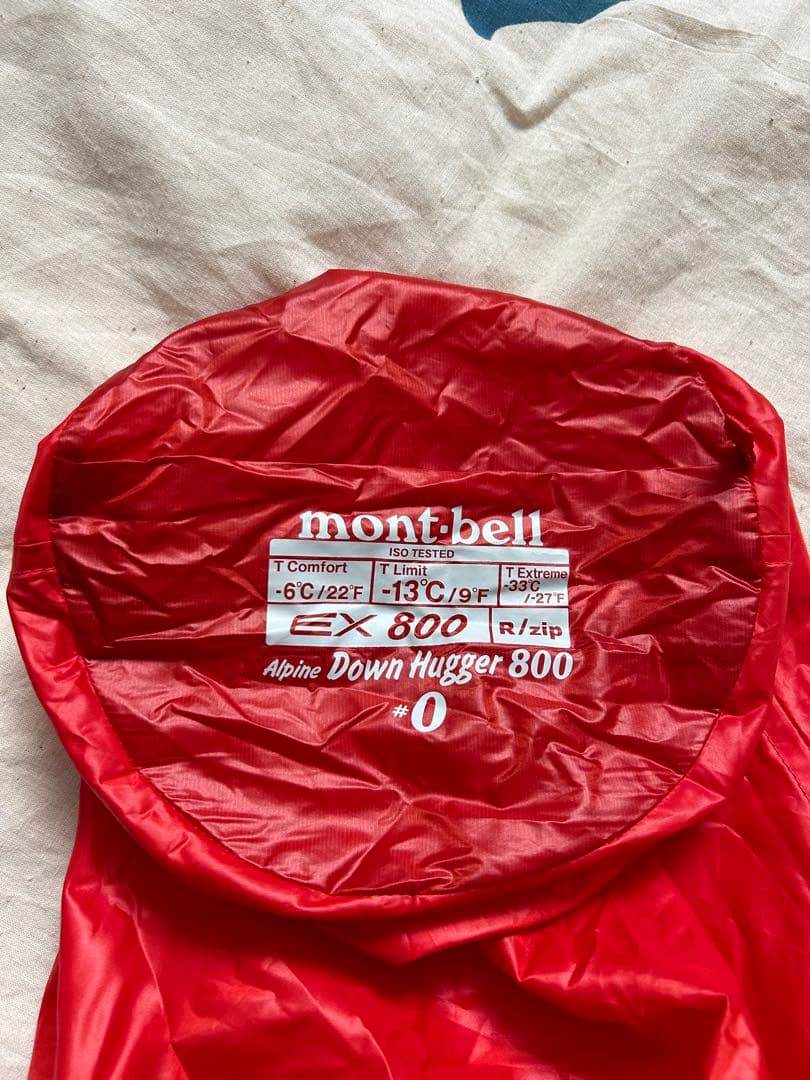 mont·bell
ISO TESTED
T Comfort T Limit T Extreme
-6°C/22°F -13°C/9°F -33°C/-27°F
EX 800 R/zip
Alpine Down Hugger 800
#0